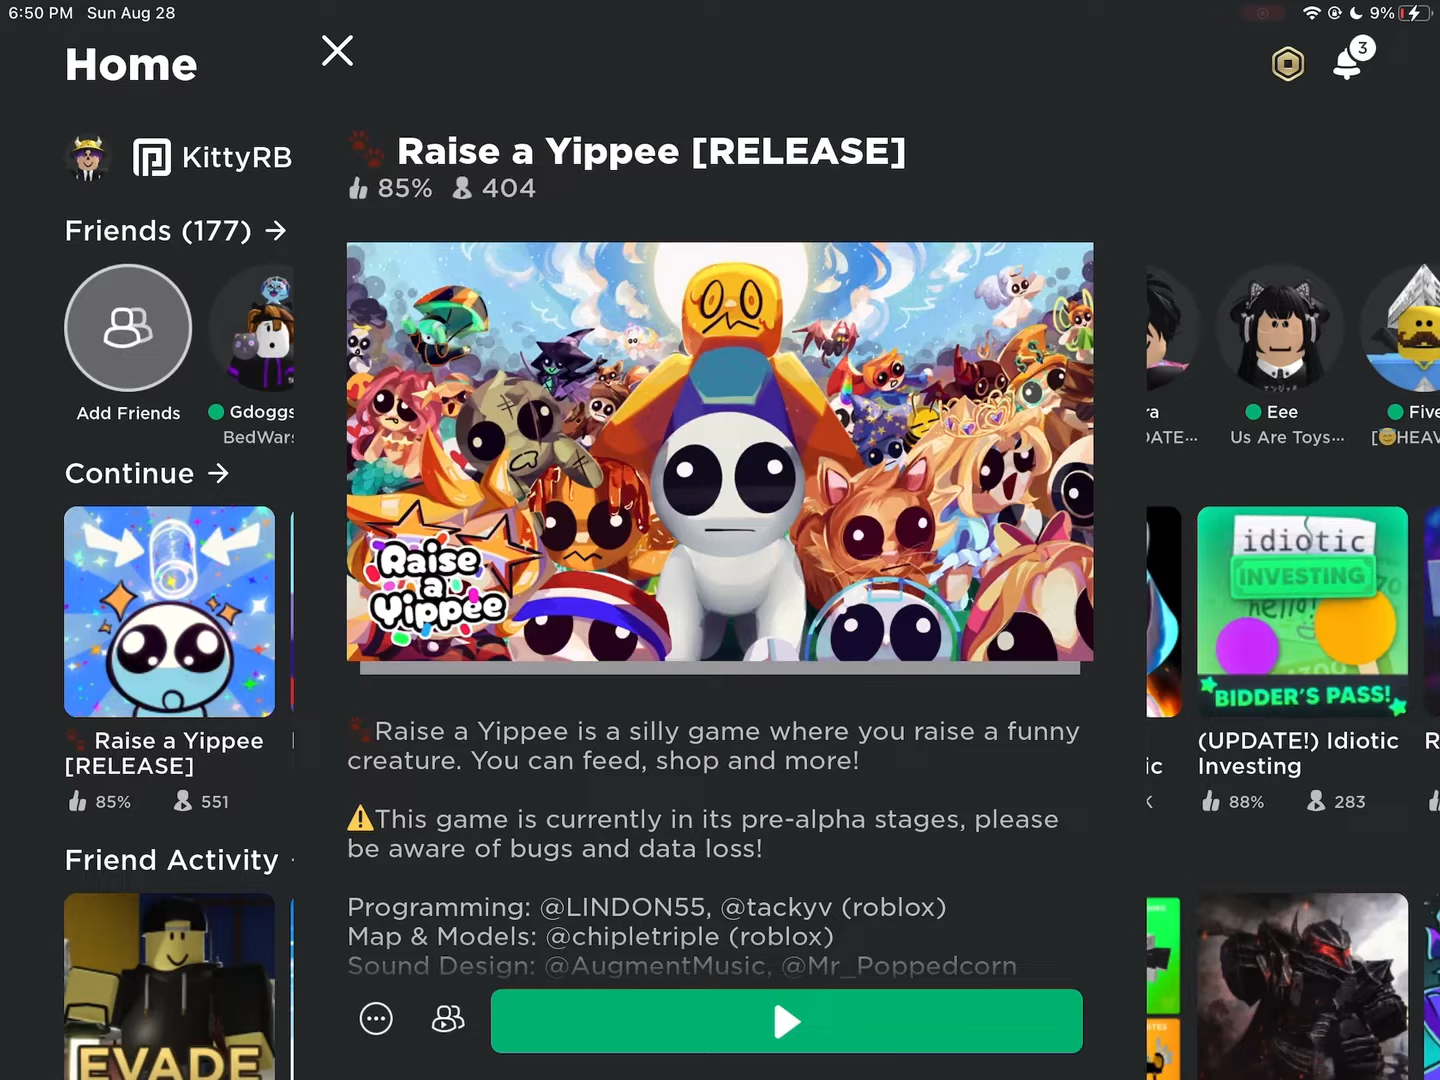 6:50 PM Sun Aug 28
9%
Home
3
KittyRB
Raise a Yippee [RELEASE]
85% 404
Friends (177)
Add Friends
Gdoggs
BedWars
Eee
Us Are Toys...
Five
Continue
Raise
a
Yippee
idiotic
INVESTING
hello!
BIDDER'S PASS!
Raise a Yippee
[RELEASE]
85% 551
(UPDATE!) Idiotic
Investing
88% 283
Raise a Yippee is a silly game where you raise a funny
creature. You can feed, shop and more!
⚠️This game is currently in its pre-alpha stages, please
be aware of bugs and data loss!
Friend Activity
Programming: @LINDON55, @tackyv (roblox)
Map & Models: @chipletriple (roblox)
Sound Design: @AugmentMusic, @Mr_Poppedcorn
EVADE